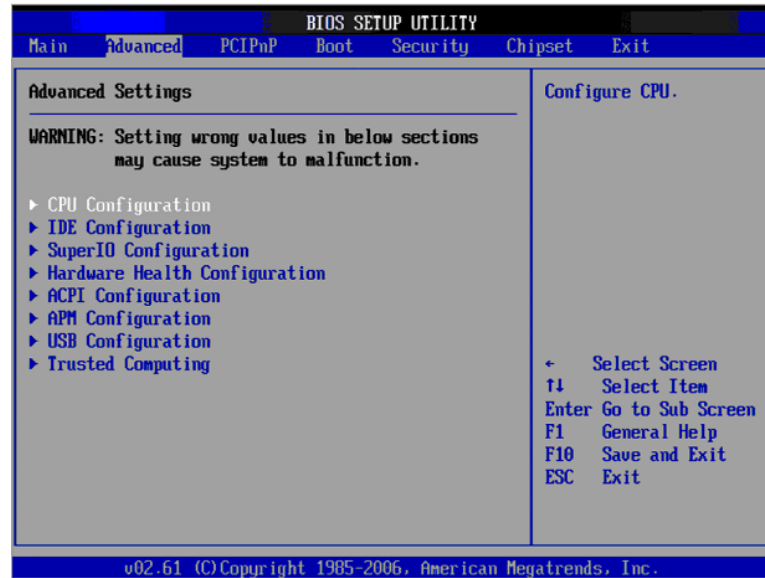 BIOS SETUP UTILITY
Main Advanced PCIPnP Boot Security Chipset Exit
Advanced Settings
WARNING: Setting wrong values in below sections
may cause system to malfunction.
▶ CPU Configuration
▶ IDE Configuration
▶ SuperIO Configuration
▶ Hardware Health Configuration
▶ ACPI Configuration
▶ APM Configuration
▶ USB Configuration
▶ Trusted Computing
Configure CPU.
← Select Screen
↑↓ Select Item
Enter Go to Sub Screen
F1 General Help
F10 Save and Exit
ESC Exit
v02.61 (C)Copyright 1985-2006, American Megatrends, Inc.